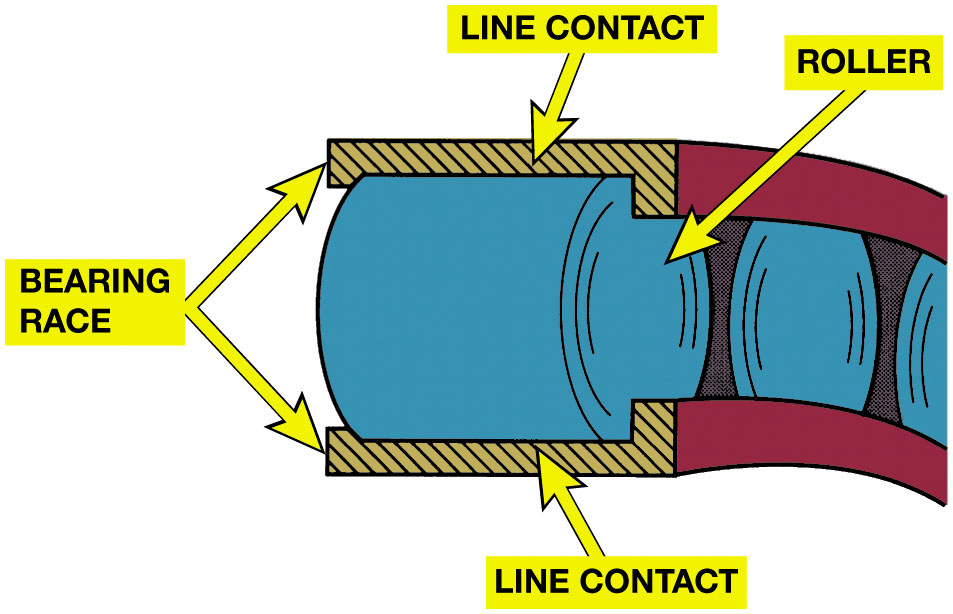 LINE CONTACT
ROLLER
BEARING
RACE
LINE CONTACT